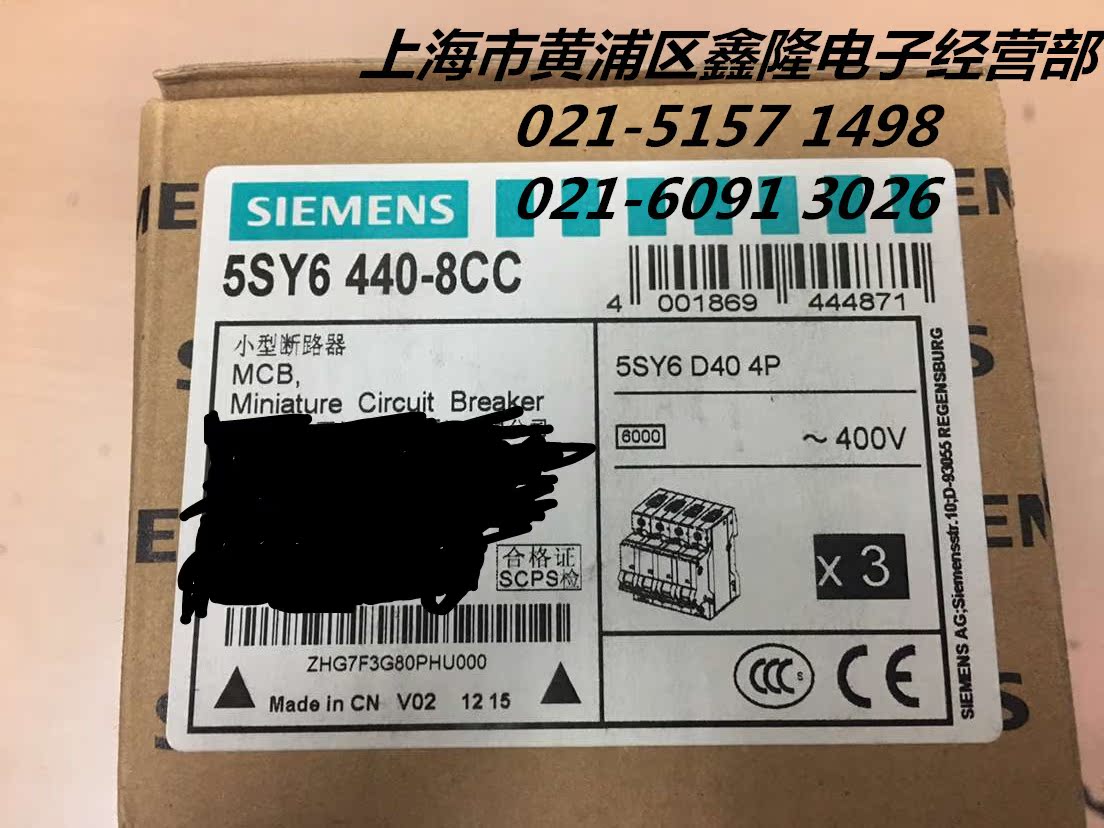 上海市黄浦区鑫隆电子经营部
021-5157 1498
021-6091 3026
SIEMENS
5SY6 440-8CC
4 001869 444871
小型断路器
MCB,
Miniature Circuit Breaker
5SY6 D40 4P
6000
~ 400V
x 3
合格证
SCPS检
ZHG7F3G80PHU000
Made in CN V02 12 15
CCC S
CE
SIEMENS AG;Siemensstr.10;D-93055 REGENSBURG